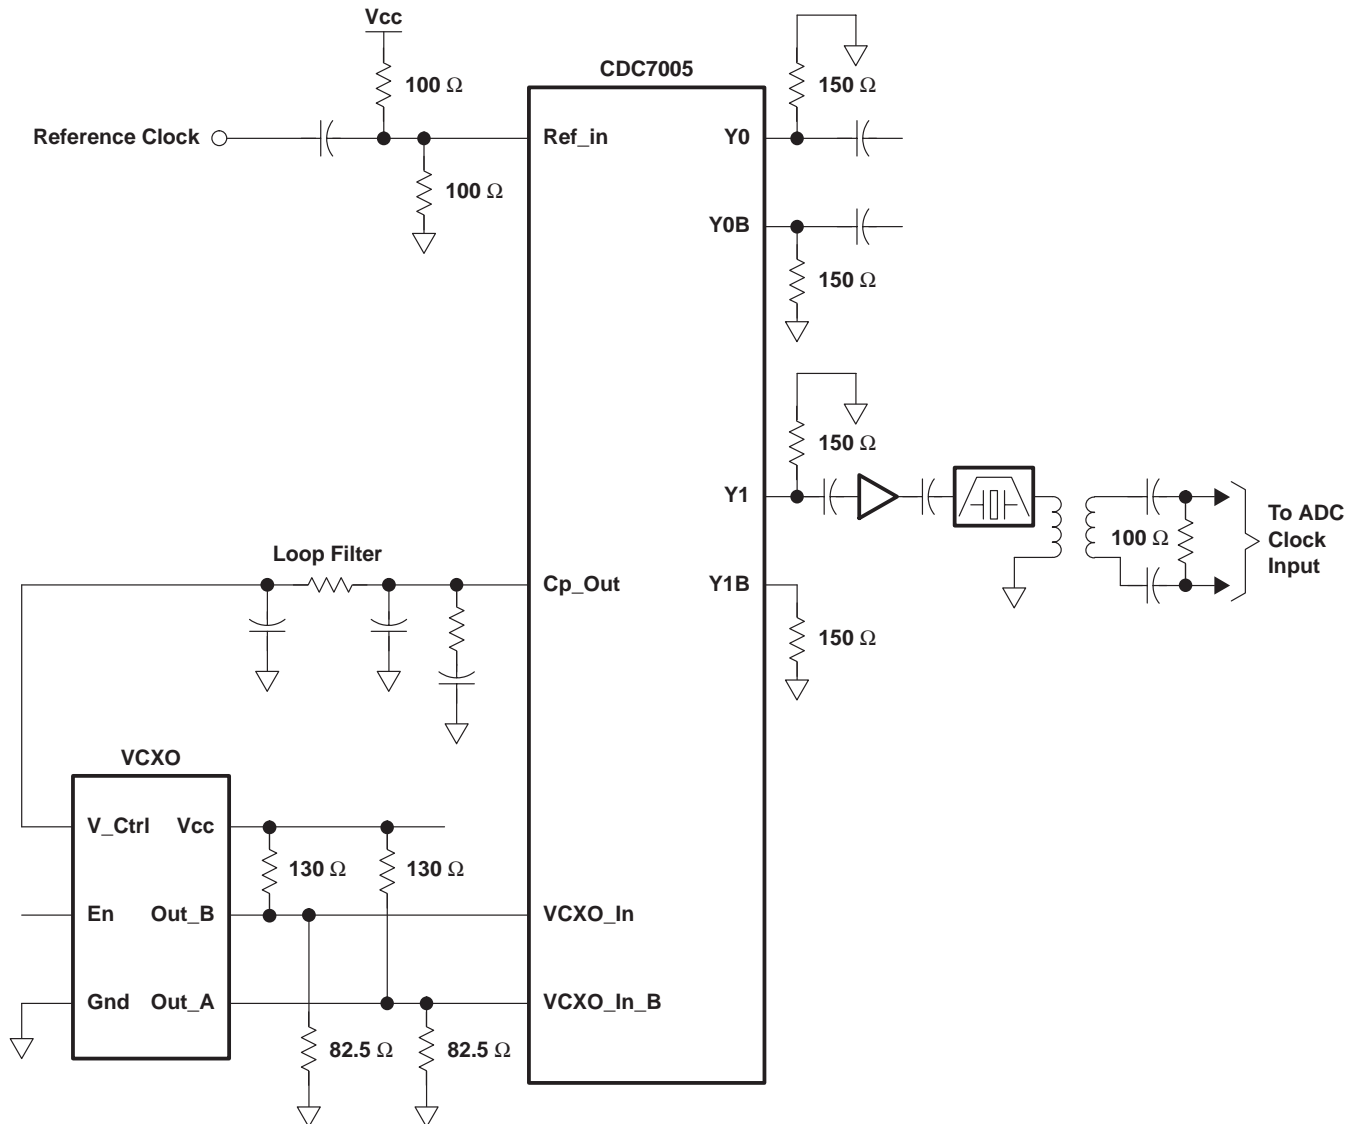 Vcc
100 Ω
CDC7005
150 Ω
Reference Clock
Ref_in
Y0
100 Ω
Y0B
150 Ω
150 Ω
Y1
To ADC
Clock
Input
100 Ω
Loop Filter
Cp_Out
Y1B
150 Ω
VCXO
V_Ctrl
Vcc
130 Ω
130 Ω
En
Out_B
VCXO_In
Gnd
Out_A
VCXO_In_B
82.5 Ω
82.5 Ω